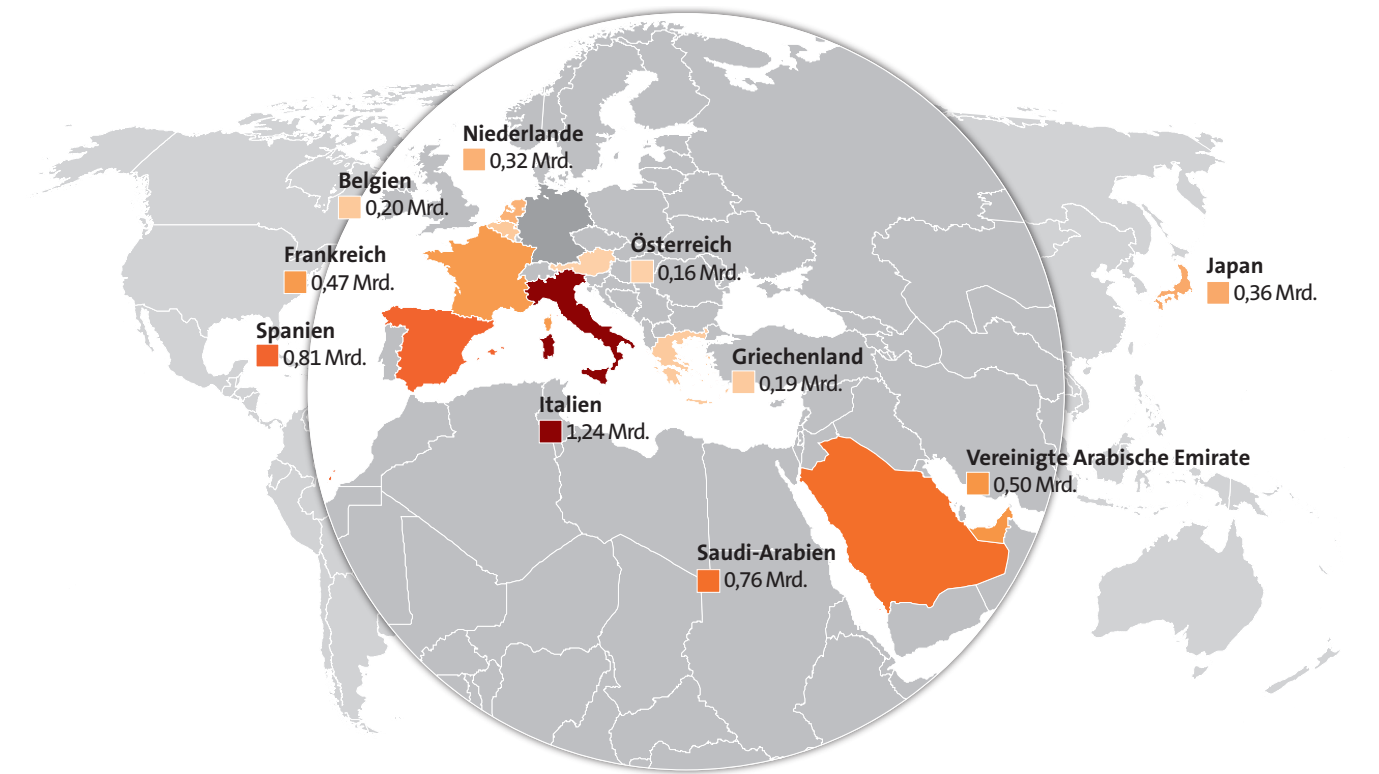 Niederlande
0,32 Mrd.
Belgien
0,20 Mrd.
Frankreich
0,47 Mrd.
Österreich
0,16 Mrd.
Japan
0,36 Mrd.
Spanien
0,81 Mrd.
Griechenland
0,19 Mrd.
Italien
1,24 Mrd.
Vereinigte Arabische Emirate
0,50 Mrd.
Saudi-Arabien
0,76 Mrd.